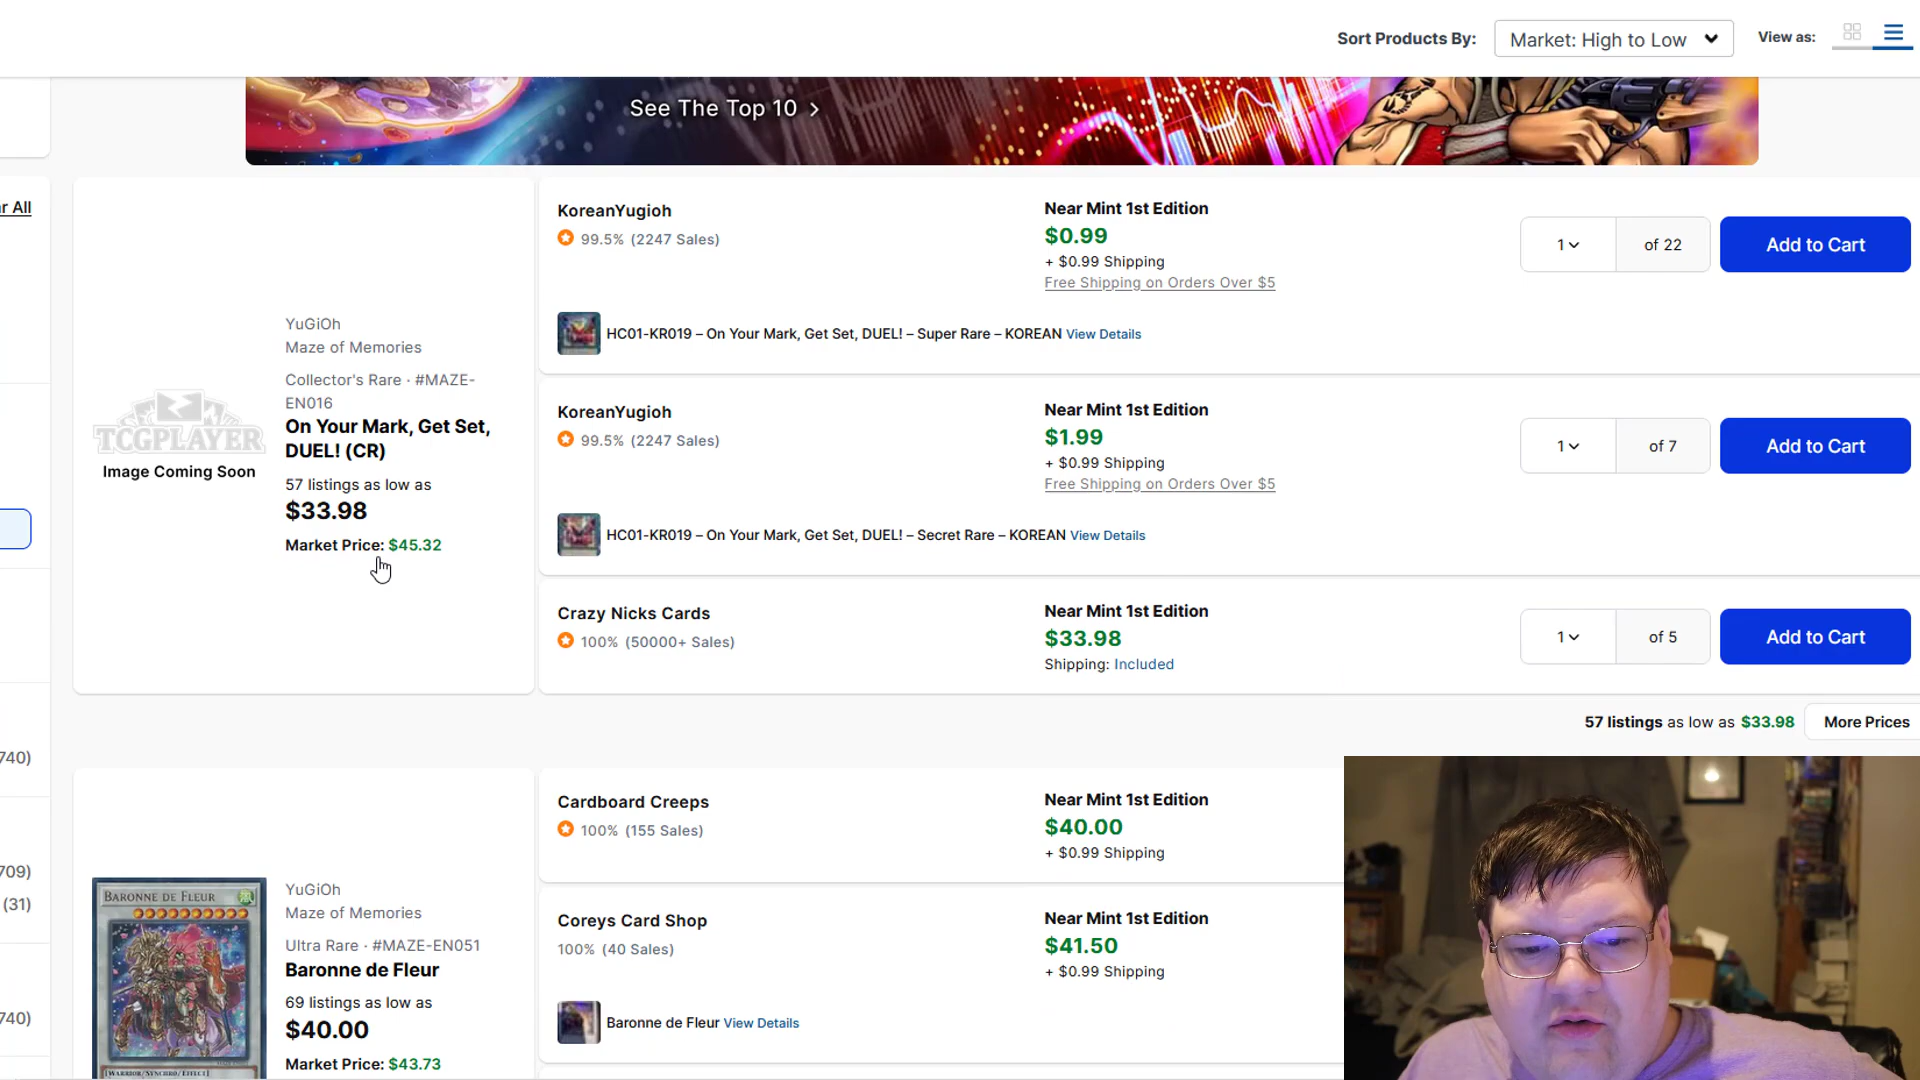 Sort Products By:
Market: High to Low
View as:
See The Top 10
r All
740)
709)
(31)
740)
TCGPLAYER
Image Coming Soon
YuGiOh
Maze of Memories
Collector's Rare · #MAZE-
EN016
On Your Mark, Get Set,
DUEL! (CR)
57 listings as low as
$33.98
Market Price: $45.32
KoreanYugioh
99.5% (2247 Sales)
Near Mint 1st Edition
$0.99
+ $0.99 Shipping
Free Shipping on Orders Over $5
1
of 22
Add to Cart
HC01-KR019 – On Your Mark, Get Set, DUEL! – Super Rare – KOREAN View Details
KoreanYugioh
99.5% (2247 Sales)
Near Mint 1st Edition
$1.99
+ $0.99 Shipping
Free Shipping on Orders Over $5
1
of 7
Add to Cart
HC01-KR019 – On Your Mark, Get Set, DUEL! – Secret Rare – KOREAN View Details
Crazy Nicks Cards
100% (50000+ Sales)
Near Mint 1st Edition
$33.98
Shipping: Included
1
of 5
Add to Cart
57 listings as low as $33.98
More Prices
BARONNE DE FLEUR
[WARRIOR/SYNCHRO/EFFECT]
YuGiOh
Maze of Memories
Ultra Rare · #MAZE-EN051
Baronne de Fleur
69 listings as low as
$40.00
Market Price: $43.73
Cardboard Creeps
100% (155 Sales)
Near Mint 1st Edition
$40.00
+ $0.99 Shipping
Coreys Card Shop
100% (40 Sales)
Near Mint 1st Edition
$41.50
+ $0.99 Shipping
Baronne de Fleur View Details